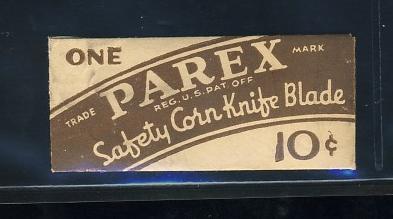 ONE
TRADE PAREX MARK
REG. U.S. PAT OFF
Safety Corn Knife Blade
10¢